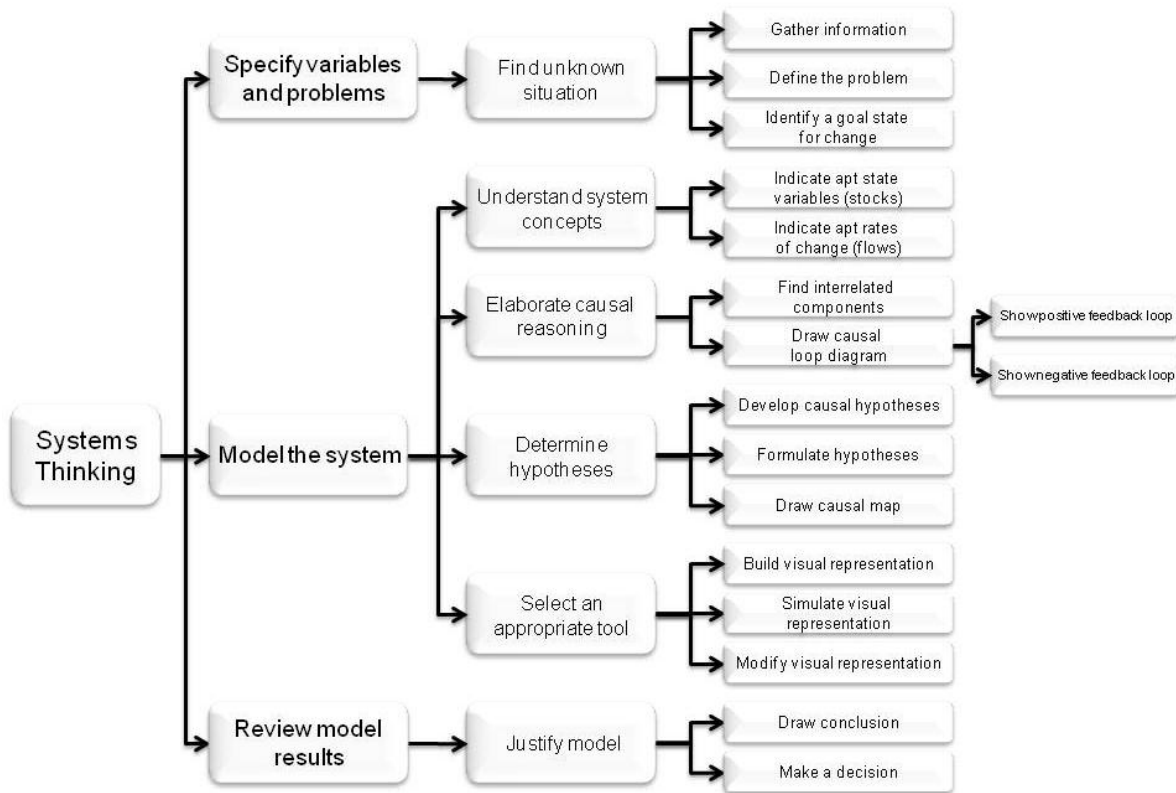 Specify variables
and problems
Find unknown
situation
Gather information
Define the problem
Identify a goal state
for change
Systems
Thinking
Model the system
Understand system
concepts
Indicate apt state
variables (stocks)
Indicate apt rates
of change (flows)
Elaborate causal
reasoning
Find interrelated
components
Draw causal
loop diagram
Show positive feedback loop
Show negative feedback loop
Determine
hypotheses
Develop causal hypotheses
Formulate hypotheses
Draw causal map
Select an
appropriate tool
Build visual representation
Simulate visual
representation
Modify visual representation
Review model
results
Justify model
Draw conclusion
Make a decision